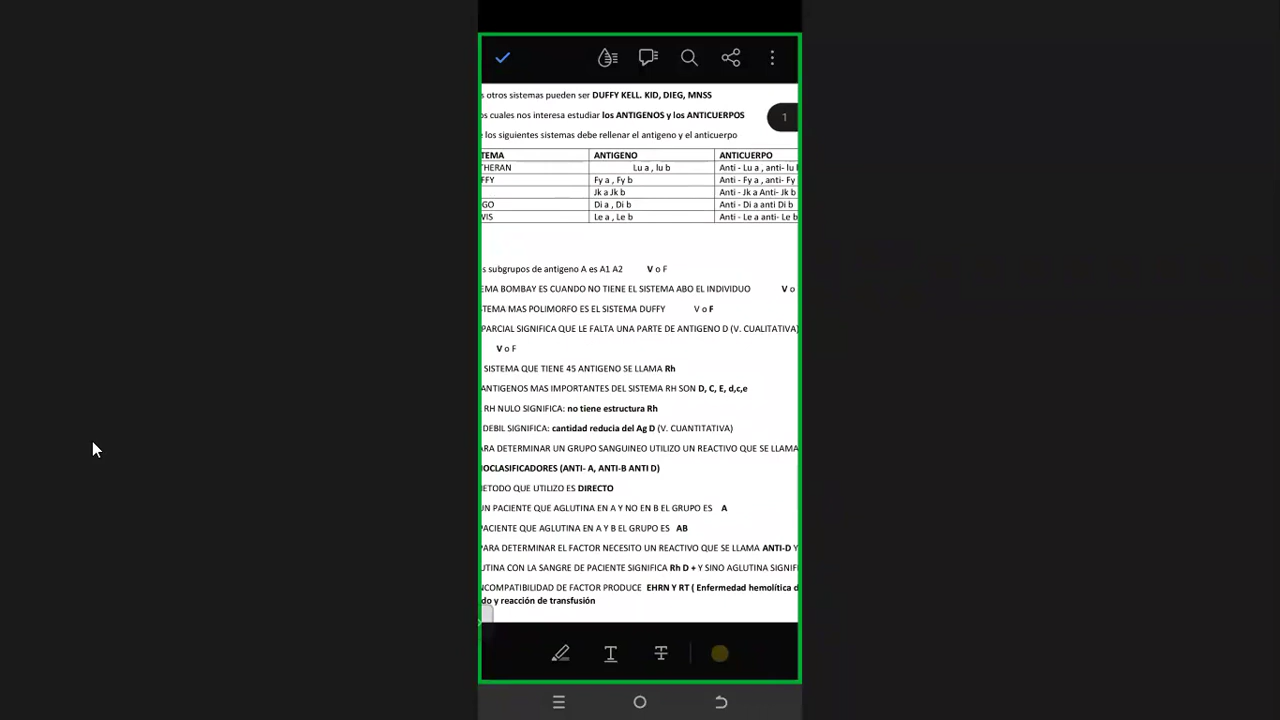 s otros sistemas pueden ser DUFFY KELL. KID, DIEG, MNSS
1
os cuales nos interesa estudiar los ANTIGENOS y los ANTICUERPOS
e los siguientes sistemas debe rellenar el antigeno y el anticuerpo
TEMA ANTIGENO ANTICUERPO
THERAN Lu a , lu b Anti - Lu a , anti- lu
FFY Fy a , Fy b Anti - Fy a , anti- Fy
Jk a Jk b Anti - Jk a Anti- Jk b
GO Di a , Di b Anti - Di a anti Di b
WIS Le a , Le b Anti - Le a anti- Le b
s subgrupos de antigeno A es A1 A2 V o F
EMA BOMBAY ES CUANDO NO TIENE EL SISTEMA ABO EL INDIVIDUO V o
TEMA MAS POLIMORFO ES EL SISTEMA DUFFY V o F
PARCIAL SIGNIFICA QUE LE FALTA UNA PARTE DE ANTIGENO D (V. CUALITATIVA)
V o F
SISTEMA QUE TIENE 45 ANTIGENO SE LLAMA Rh
ANTIGENOS MAS IMPORTANTES DEL SISTEMA RH SON D, C, E, d,c,e
RH NULO SIGNIFICA: no tiene estructura Rh
DEBIL SIGNIFICA: cantidad reducia del Ag D (V. CUANTITATIVA)
ARA DETERMINAR UN GRUPO SANGUINEO UTILIZO UN REACTIVO QUE SE LLAMA
OCLASIFICADORES (ANTI- A, ANTI-B ANTI D)
ETODO QUE UTILIZO ES DIRECTO
UN PACIENTE QUE AGLUTINA EN A Y NO EN B EL GRUPO ES A
PACIENTE QUE AGLUTINA EN A Y B EL GRUPO ES AB
PARA DETERMINAR EL FACTOR NECESITO UN REACTIVO QUE SE LLAMA ANTI-D Y
UTINA CON LA SANGRE DE PACIENTE SIGNIFICA Rh D + Y SINO AGLUTINA SIGNIF
NCOMPATIBILIDAD DE FACTOR PRODUCE EHRN Y RT ( Enfermedad hemolítica d
do y reacción de transfusión